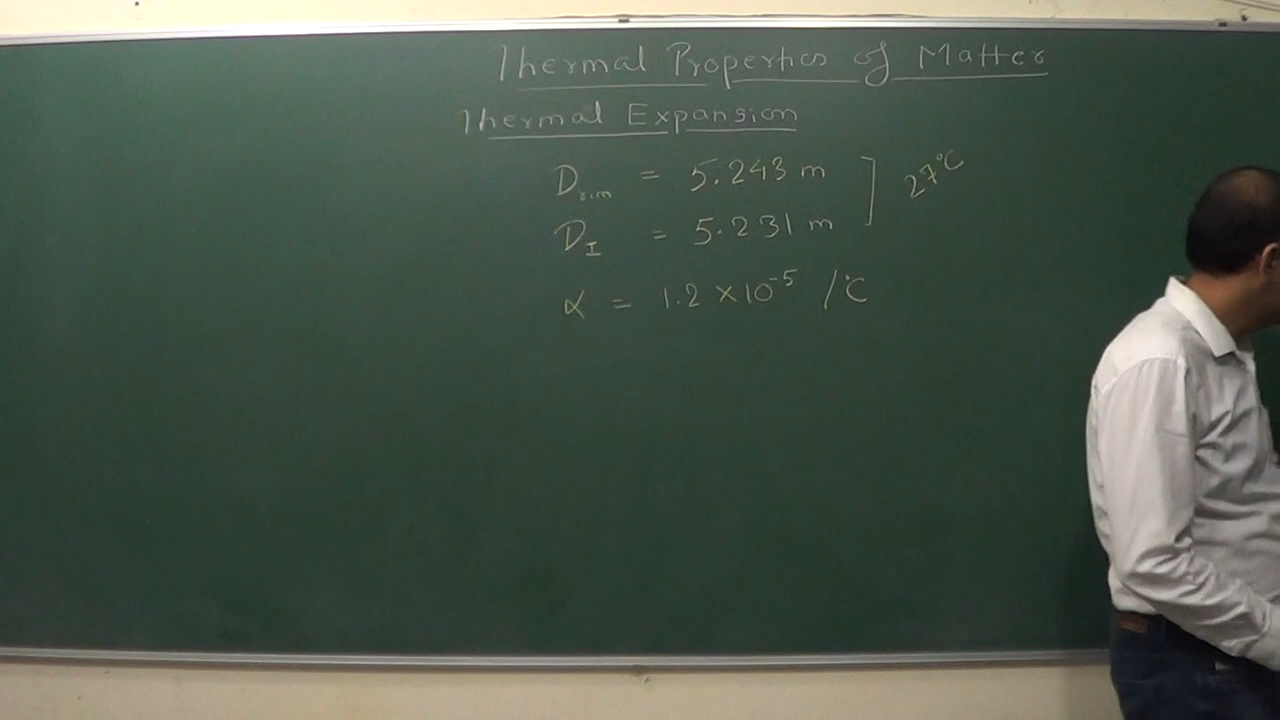 Thermal Properties of Matter
Thermal Expansion
D_rim = 5.243 m ] 27°C
D_I = 5.231 m
α = 1.2 × 10⁻⁵ /°C